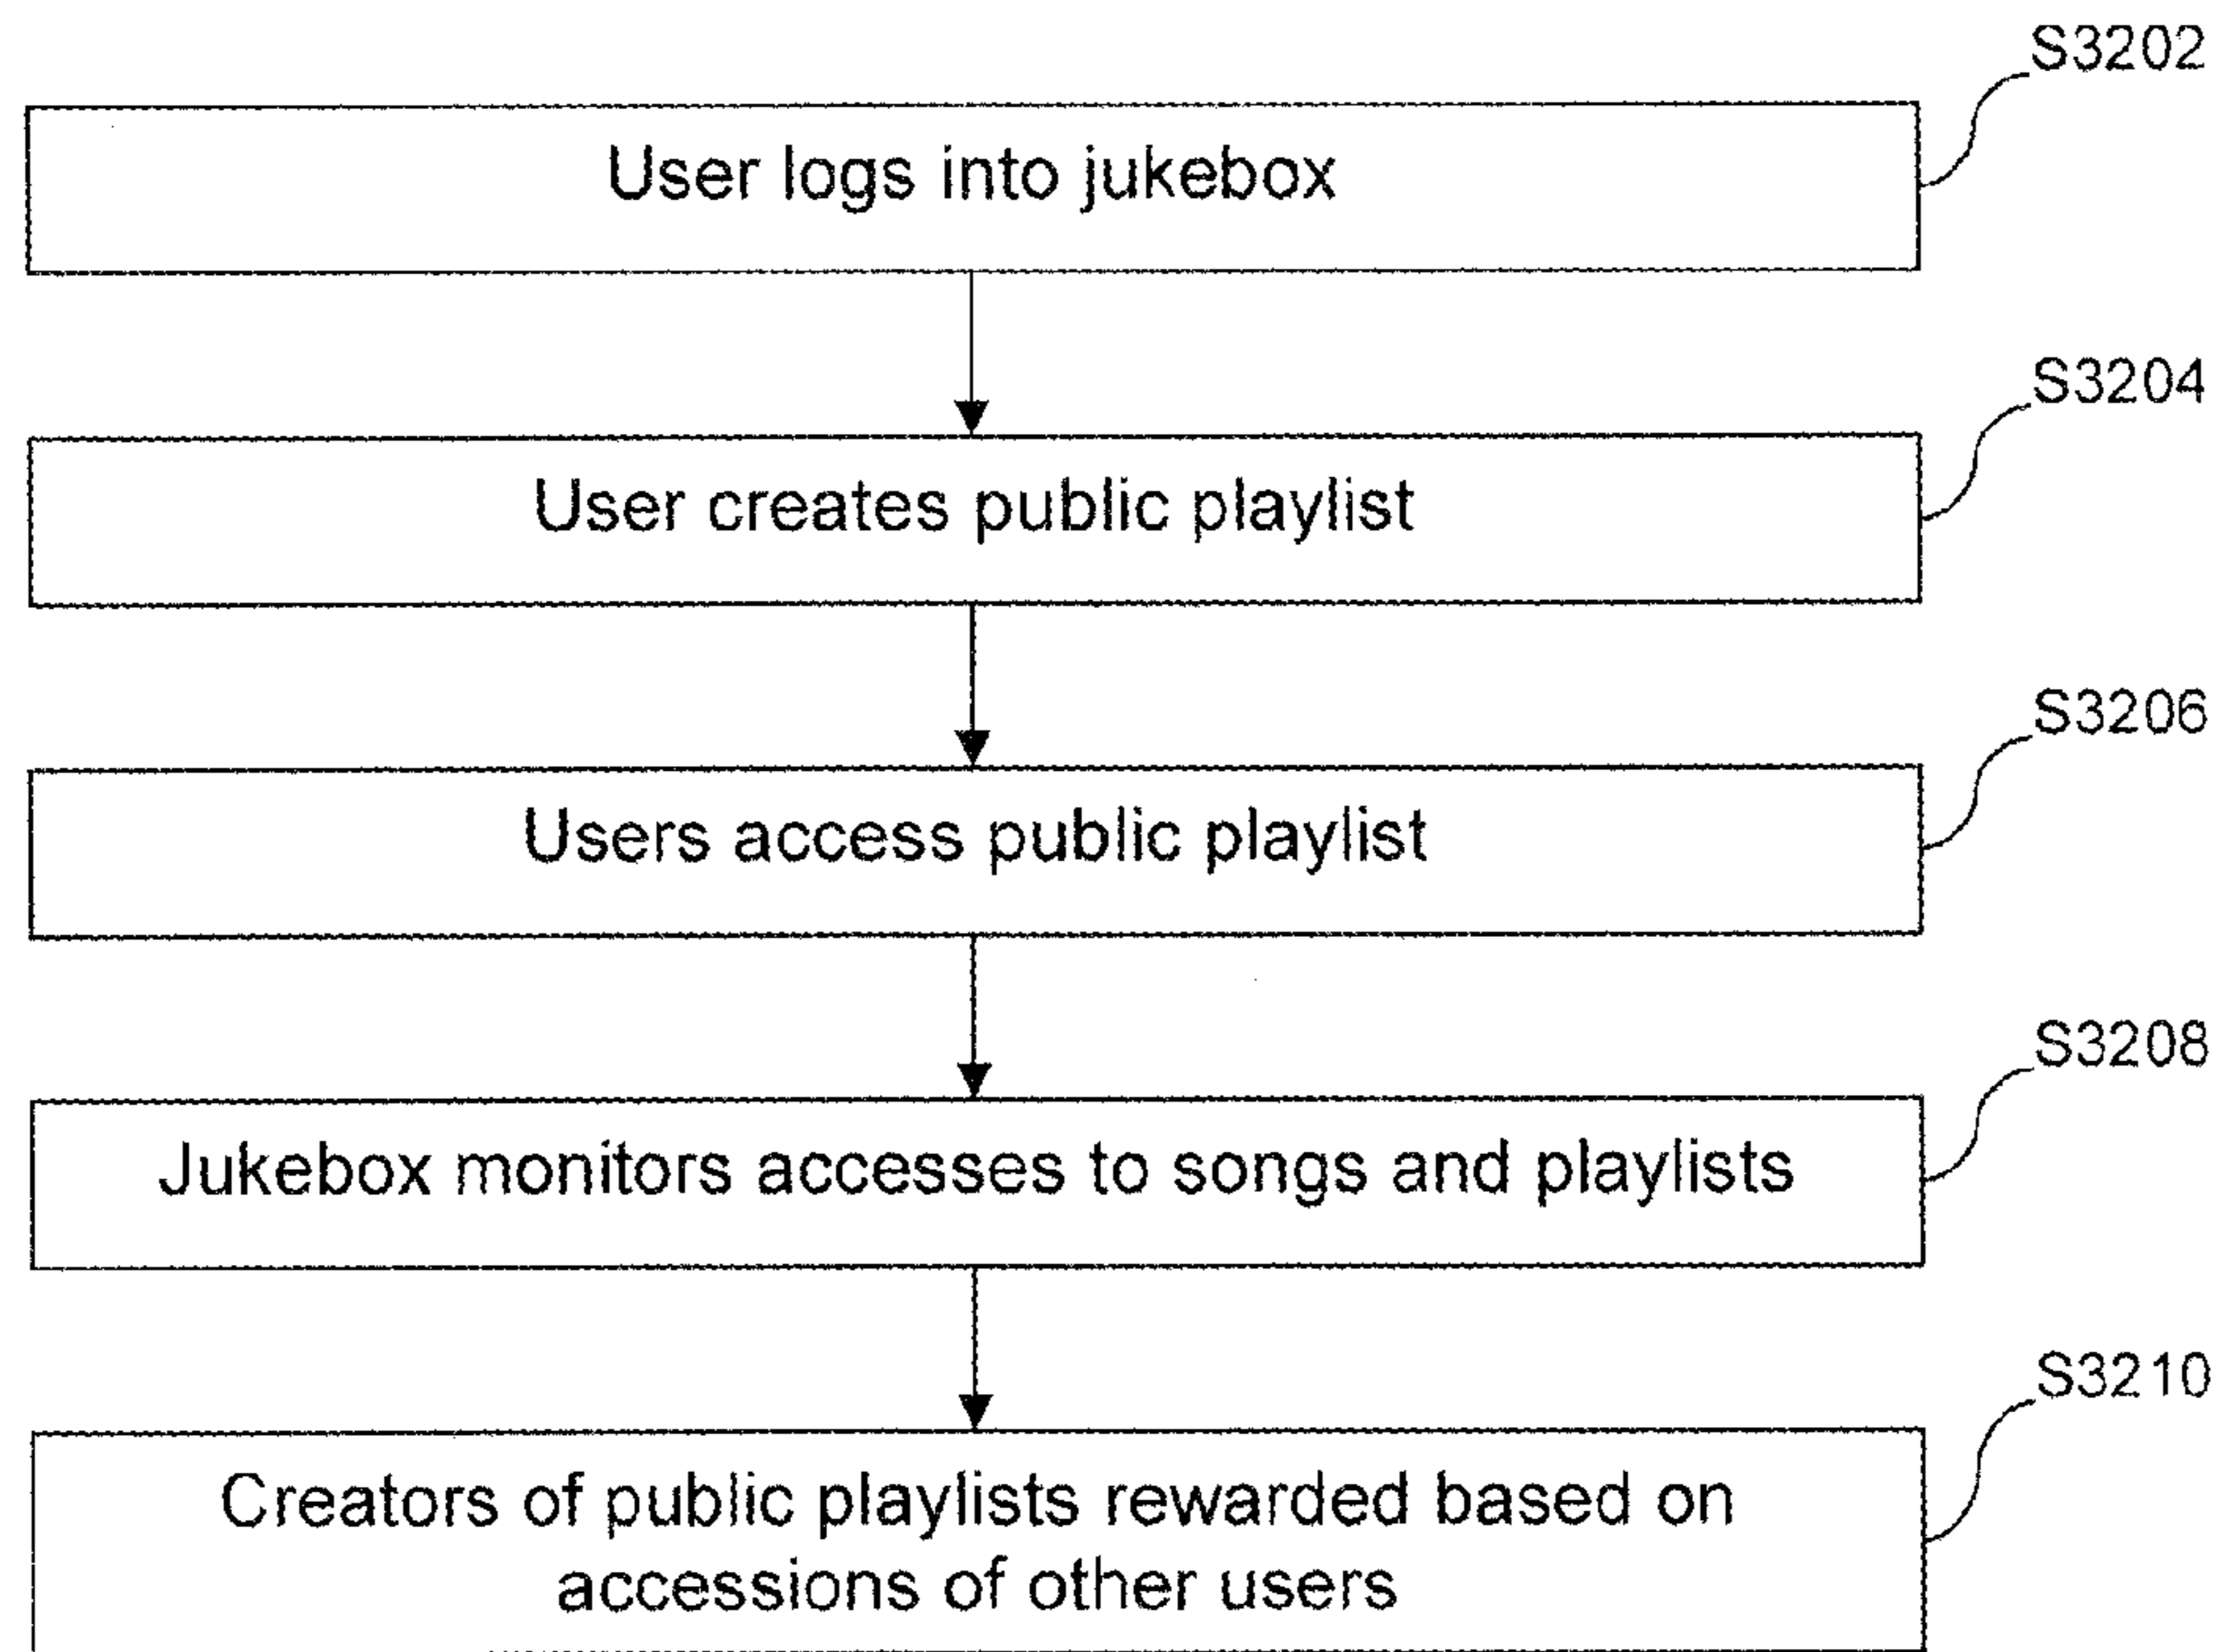 S3202
User logs into jukebox
S3204
User creates public playlist
S3206
Users access public playlist
S3208
Jukebox monitors accesses to songs and playlists
S3210
Creators of public playlists rewarded based on
accessions of other users